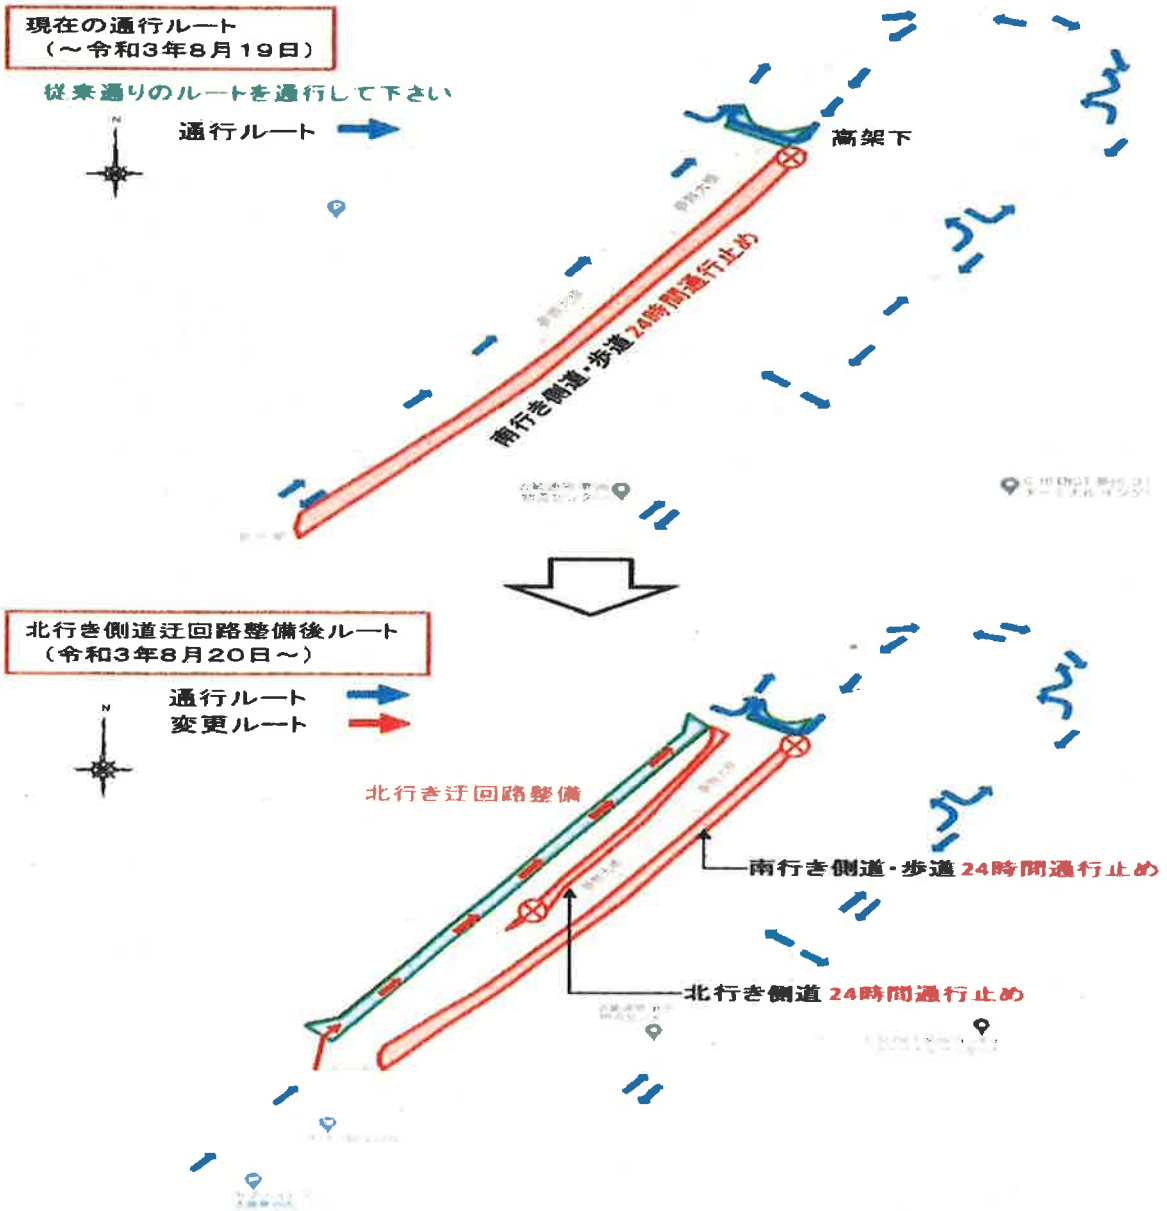 現在の通行ルート
（～令和3年8月19日）
従来通りのルートを通行して下さい
N
通行ルート
高架下
南行き側道・歩道 24時間通行止め
北行き側道迂回路整備後ルート
（令和3年8月20日～）
N
通行ルート
変更ルート
北行き迂回路整備
南行き側道・歩道 24時間通行止め
北行き側道 24時間通行止め